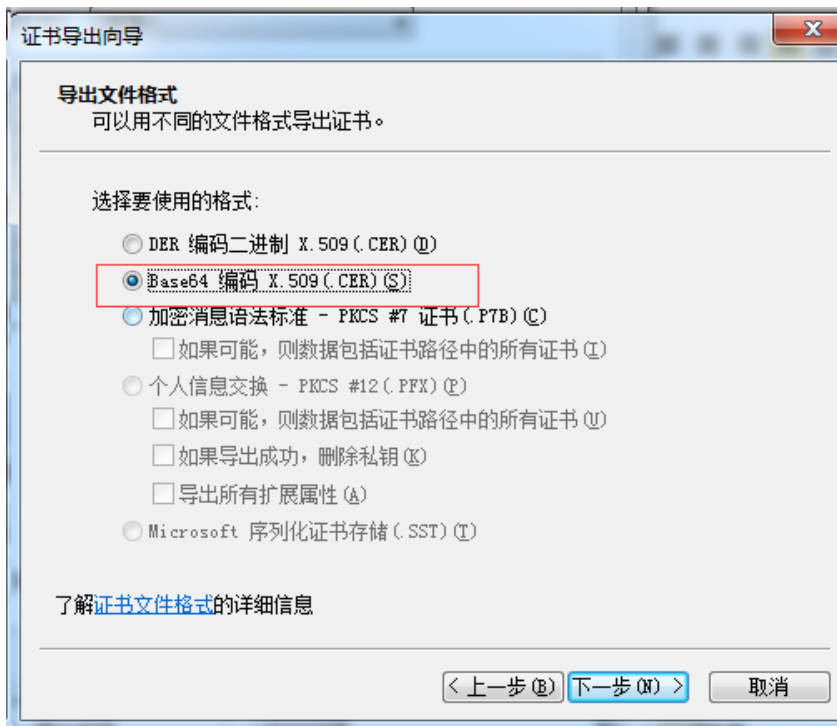 证书导出向导
导出文件格式
可以用不同的文件格式导出证书。
选择要使用的格式:
DER 编码二进制 X.509(.CER)(D)
Base64 编码 X.509(.CER)(S)
加密消息语法标准 - PKCS #7 证书(.P7B)(C)
如果可能，则数据包括证书路径中的所有证书(I)
个人信息交换 - PKCS #12(.PFX)(P)
如果可能，则数据包括证书路径中的所有证书(U)
如果导出成功，删除私钥(K)
导出所有扩展属性(A)
Microsoft 序列化证书存储(.SST)(T)
了解证书文件格式的详细信息
< 上一步(B) 下一步(N) > 取消